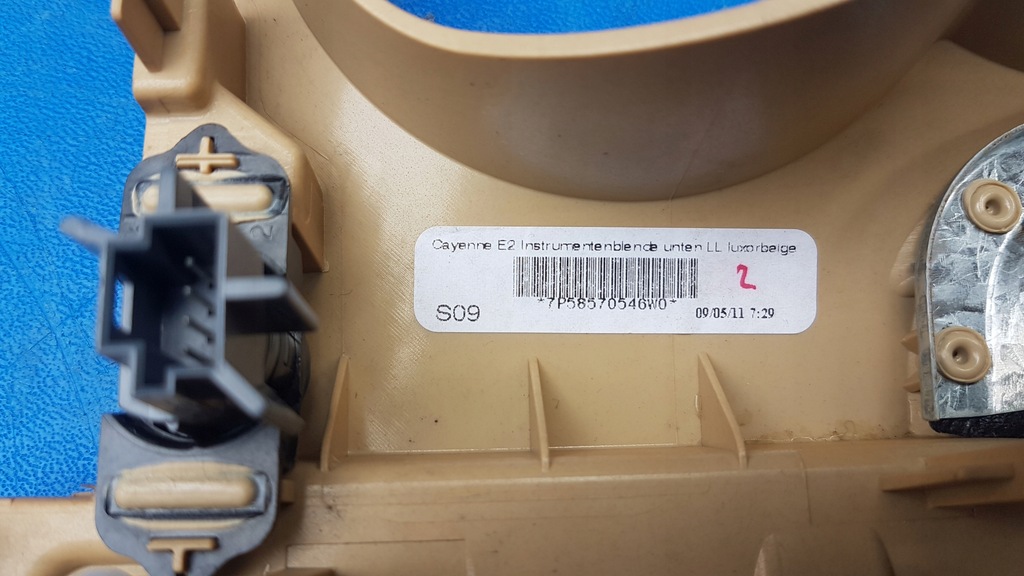 Cayenne E2 Instrumentenblende unten LL luxorbeige
2
*7P58570546W0*
S09
09/05/11 7:29